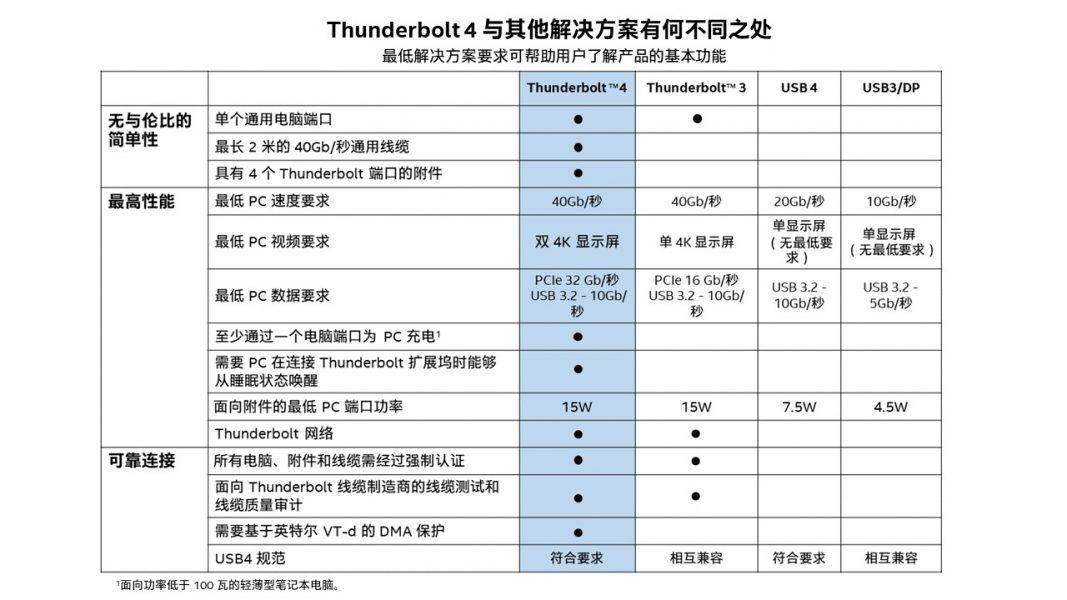 Thunderbolt 4 与其他解决方案有何不同之处
最低解决方案要求可帮助用户了解产品的基本功能
Thunderbolt™4 Thunderbolt™ 3 USB 4 USB3/DP
无与伦比的
简单性
单个通用电脑端口 ● ●
最长 2 米的 40Gb/秒通用线缆 ●
具有 4 个 Thunderbolt 端口的附件 ●
最高性能
最低 PC 速度要求 40Gb/秒 40Gb/秒 20Gb/秒 10Gb/秒
最低 PC 视频要求 双 4K 显示屏 单 4K 显示屏
单显示屏
（无最低要
求）
单显示屏
（无最低要求）
最低 PC 数据要求
PCIe 32 Gb/秒
USB 3.2 - 10Gb/
秒
PCIe 16 Gb/秒
USB 3.2 - 10Gb/
秒
USB 3.2 -
10Gb/秒
USB 3.2 -
5Gb/秒
至少通过一个电脑端口为 PC 充电¹ ●
需要 PC 在连接 Thunderbolt 扩展坞时能够
从睡眠状态唤醒 ●
面向附件的最低 PC 端口功率 15W 15W 7.5W 4.5W
Thunderbolt 网络 ● ●
可靠连接
所有电脑、附件和线缆需经过强制认证 ● ●
面向 Thunderbolt 线缆制造商的线缆测试和
线缆质量审计 ● ●
需要基于英特尔 VT-d 的 DMA 保护 ●
USB4 规范 符合要求 相互兼容 符合要求 相互兼容
¹面向功率低于 100 瓦的轻薄型笔记本电脑。